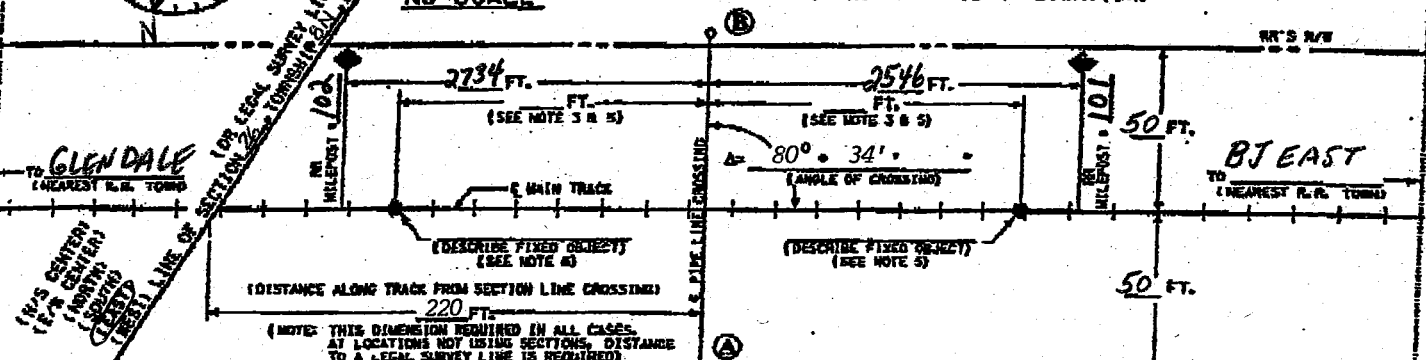 NO SCALE
N
B
RR'S R/W
(OR LEGAL SURVEY LINE)
LINE OF SECTION 26, TOWNSHIP 8N
(N/S CENTER)
(E/W CENTER)
(NORTH)
(SOUTH)
(EAST)
(WEST)
TO GLENDALE
(NEAREST R.R. TOWN)
RR
MILEPOST # 102
2734 FT.
FT.
(SEE NOTE 3 & 5)
2546 FT.
FT.
(SEE NOTE 3 & 5)
RR
MILEPOST # 101
50 FT.
Δ= 80° 34'
(ANGLE OF CROSSING)
TO BJ EAST
(NEAREST R.R. TOWN)
℄ MAIN TRACK
℄ PIPE LINE CROSSING
(DESCRIBE FIXED OBJECT)
(DESCRIBE FIXED OBJECT)
(SEE NOTE 5)
50 FT.
(DISTANCE ALONG TRACK FROM SECTION LINE CROSSING)
220 FT.
(NOTE: THIS DIMENSION REQUIRED IN ALL CASES.
AT LOCATIONS NOT USING SECTIONS, DISTANCE
TO A LEGAL SURVEY LINE IS REQUIRED)
A